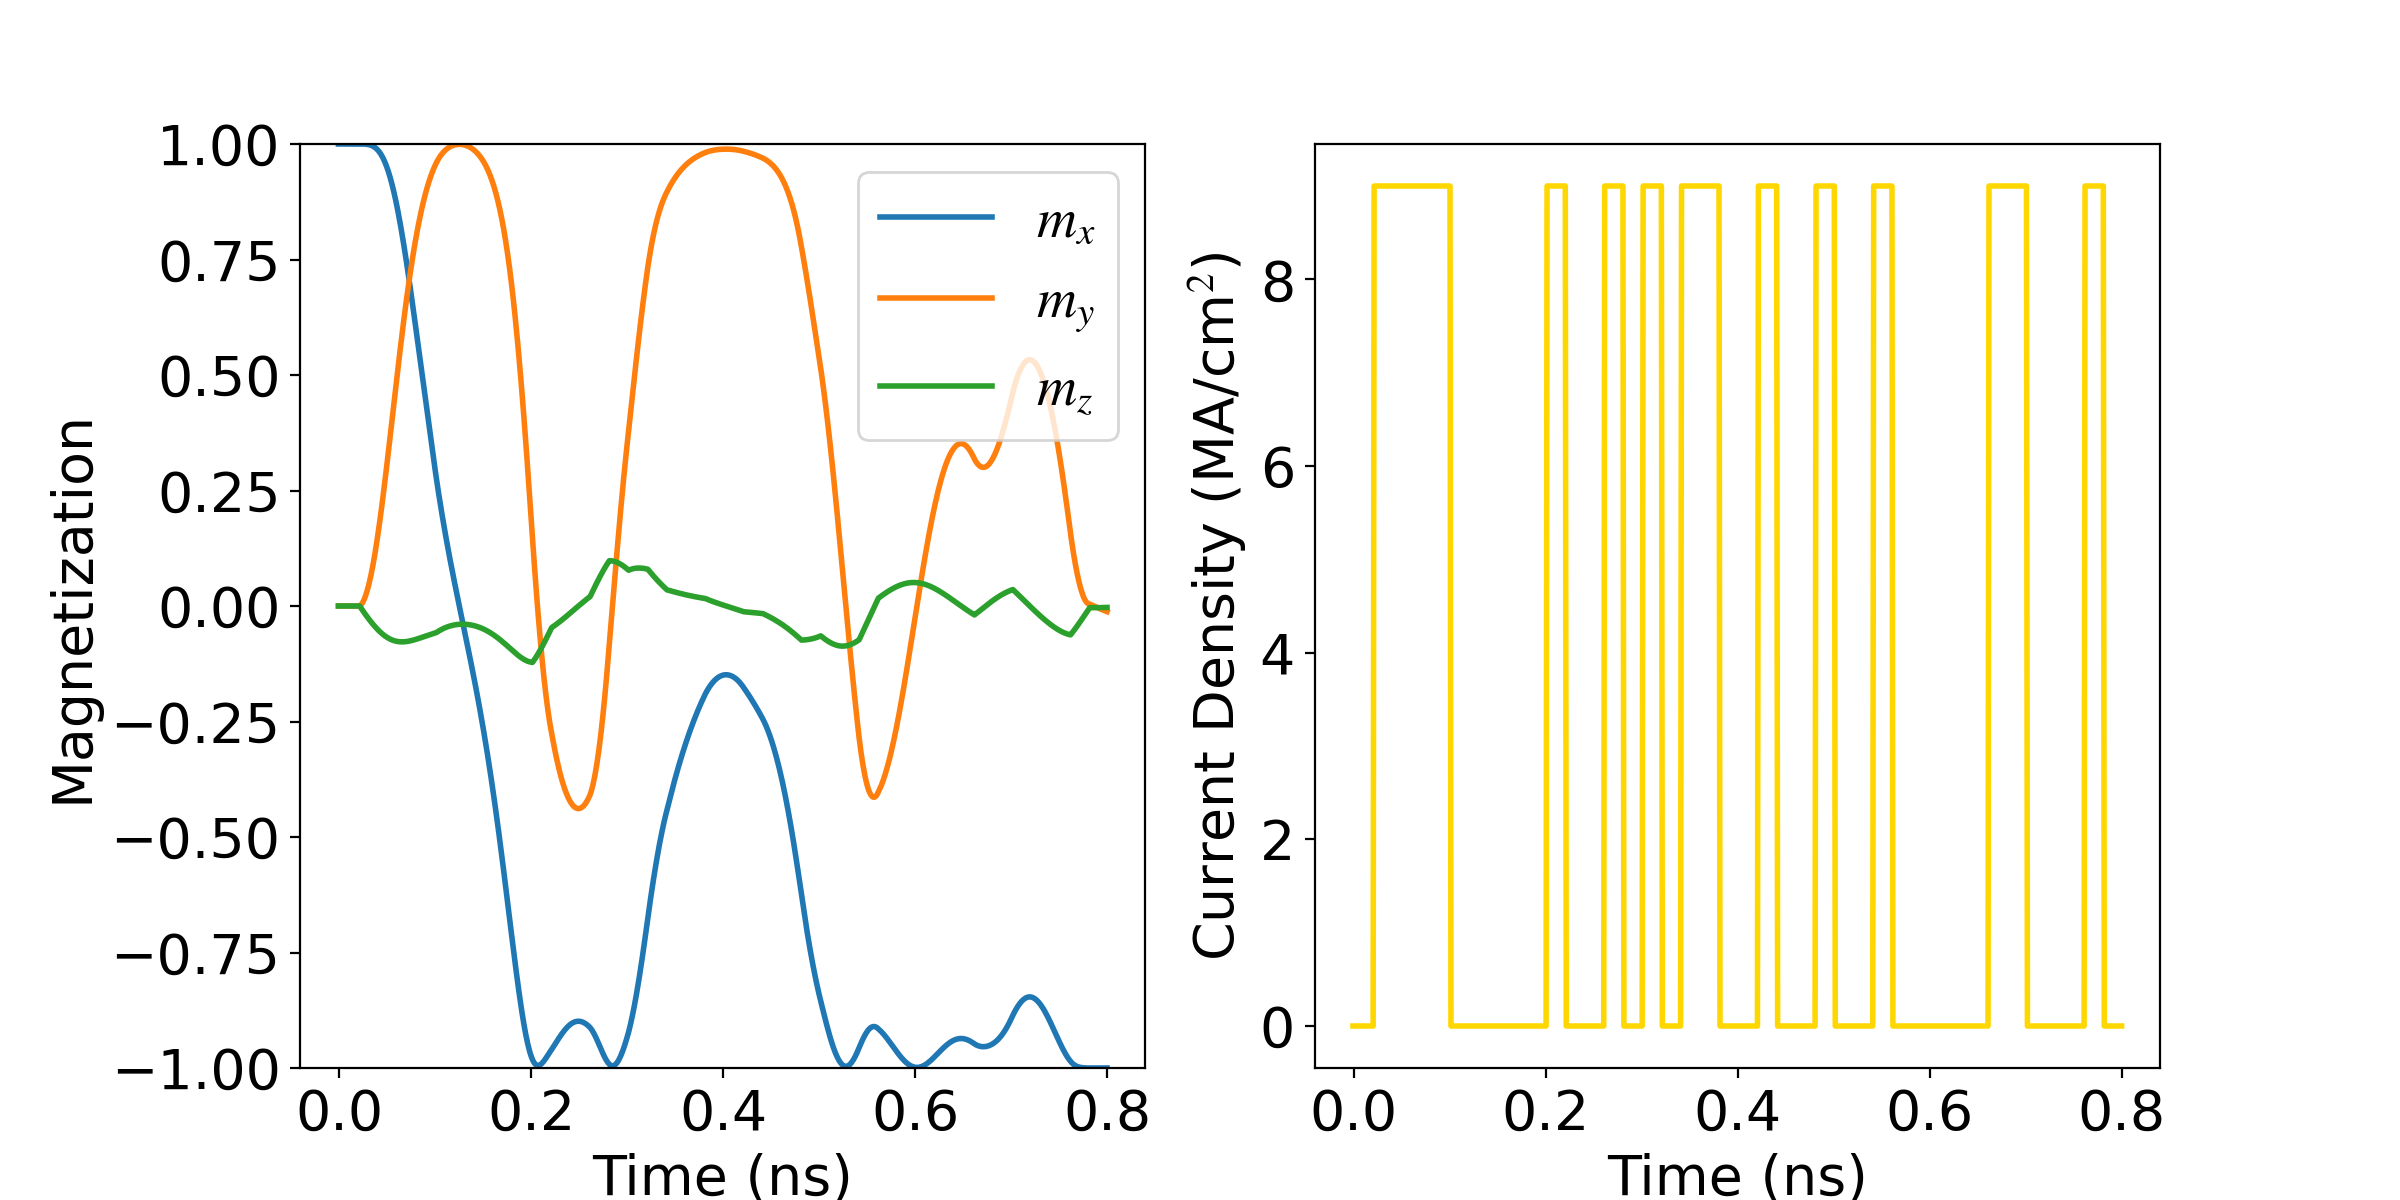 Magnetization
1.00
0.75
0.50
0.25
0.00
−0.25
−0.50
−0.75
−1.00
0.0 0.2 0.4 0.6 0.8
Time (ns)
m_x
m_y
m_z
Current Density (MA/cm²)
8
6
4
2
0
0.0 0.2 0.4 0.6 0.8
Time (ns)